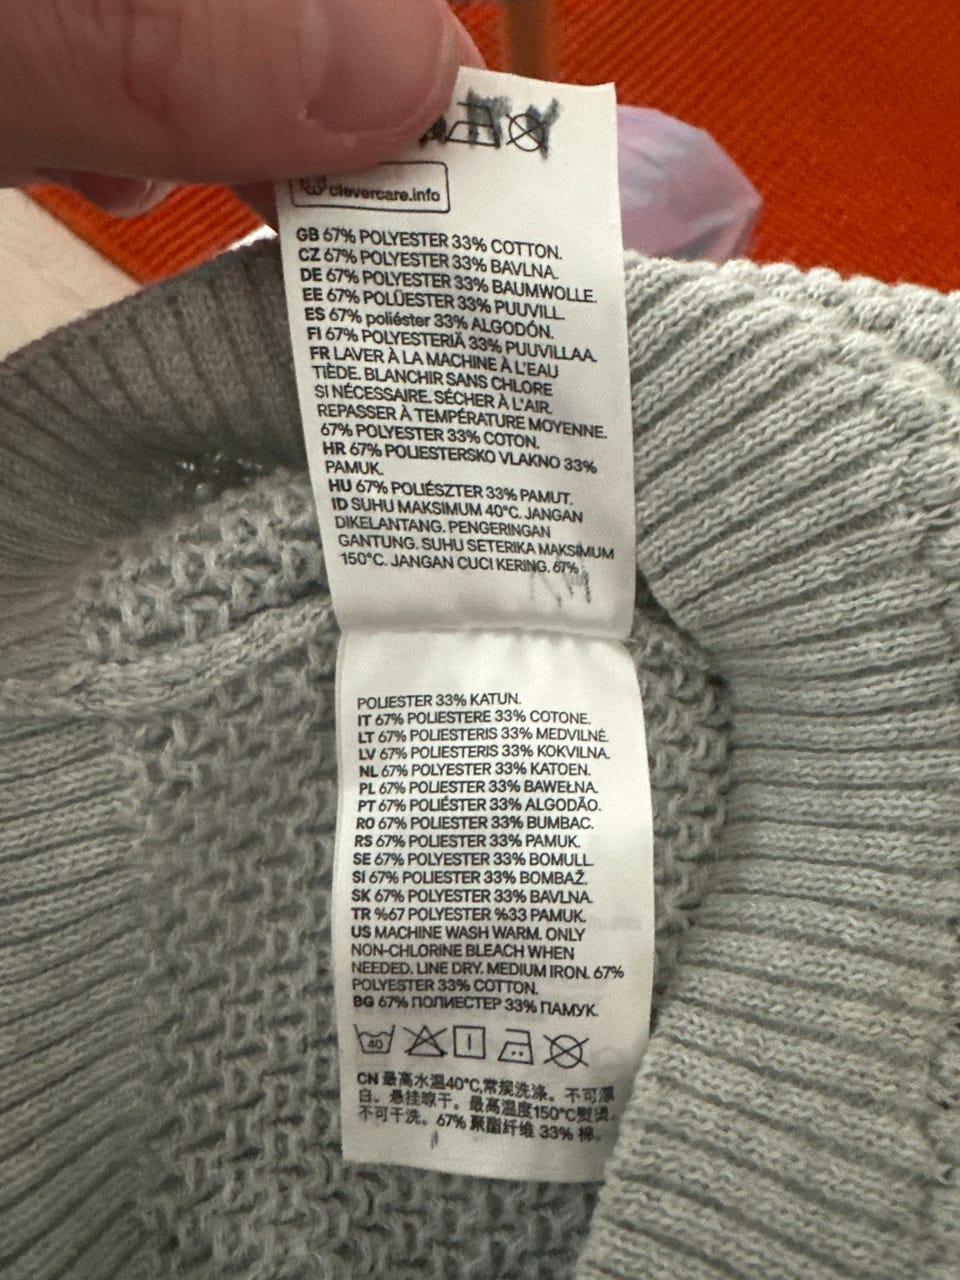 clevercare.info
GB 67% POLYESTER 33% COTTON.
CZ 67% POLYESTER 33% BAVLNA.
DE 67% POLYESTER 33% BAUMWOLLE.
EE 67% POLÜESTER 33% PUUVILL.
ES 67% poliéster 33% ALGODÓN.
FI 67% POLYESTERIÄ 33% PUUVILLAA.
FR LAVER À LA MACHINE À L'EAU
TIÈDE. BLANCHIR SANS CHLORE
SI NÉCESSAIRE. SÉCHER À L'AIR.
REPASSER À TEMPÉRATURE MOYENNE.
67% POLYESTER 33% COTON.
HR 67% POLIESTERSKO VLAKNO 33%
PAMUK.
HU 67% POLIÉSZTER 33% PAMUT.
ID SUHU MAKSIMUM 40°C. JANGAN
DIKELANTANG. PENGERINGAN
GANTUNG. SUHU SETERIKA MAKSIMUM
150°C. JANGAN CUCI KERING. 67%
POLIESTER 33% KATUN.
IT 67% POLIESTERE 33% COTONE.
LT 67% POLIESTERIS 33% MEDVILNĖ.
LV 67% POLIESTERIS 33% KOKVILNA.
NL 67% POLYESTER 33% KATOEN.
PL 67% POLIESTER 33% BAWEŁNA.
PT 67% POLIÉSTER 33% ALGODÃO.
RO 67% POLIESTER 33% BUMBAC.
RS 67% POLIESTER 33% PAMUK.
SE 67% POLYESTER 33% BOMULL.
SI 67% POLIESTER 33% BOMBAŽ.
SK 67% POLYESTER 33% BAVLNA.
TR %67 POLYESTER %33 PAMUK.
US MACHINE WASH WARM. ONLY
NON-CHLORINE BLEACH WHEN
NEEDED. LINE DRY. MEDIUM IRON. 67%
POLYESTER 33% COTTON.
BG 67% ПОЛИЕСТЕР 33% ПАМУК.
40
CN 最高水温40°C,常规洗涤。不可漂
白。悬挂晾干。最高温度150°C熨烫。
不可干洗。67% 聚酯纤维 33% 棉。